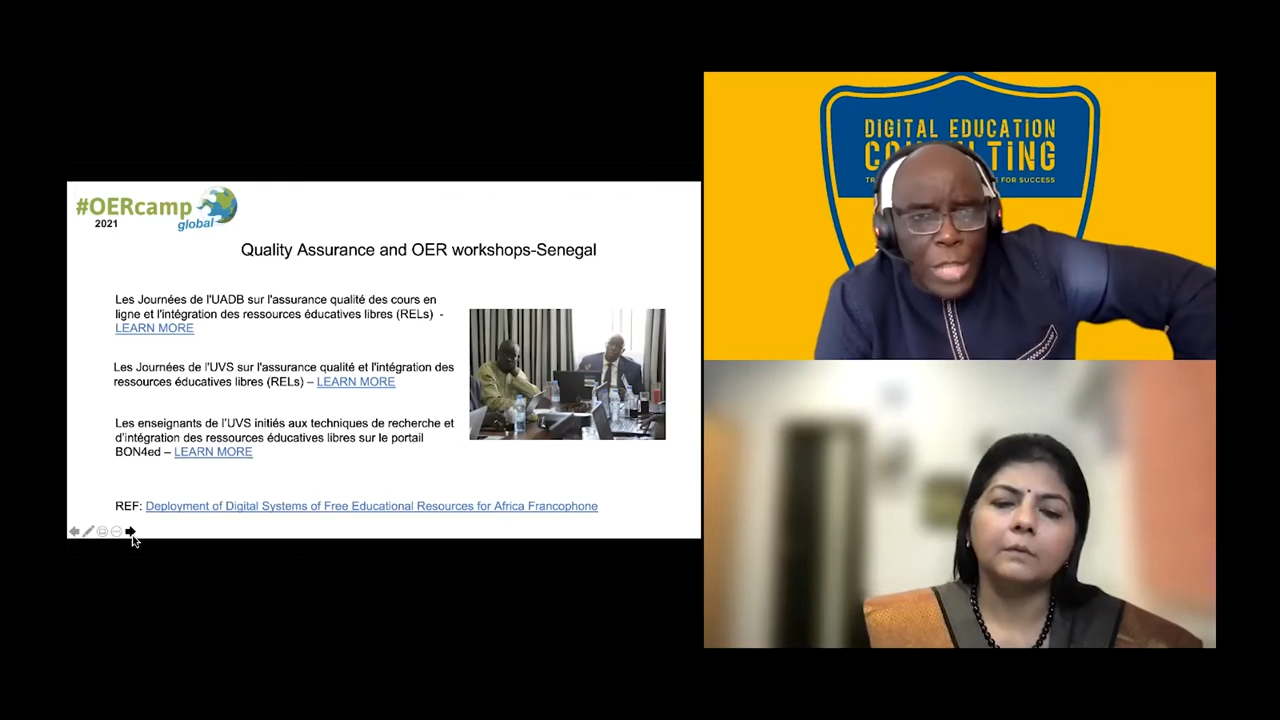 #OERcamp
global
2021
Quality Assurance and OER workshops-Senegal
Les Journées de l'UADB sur l'assurance qualité des cours en
ligne et l'intégration des ressources éducatives libres (RELs) -
LEARN MORE
Les Journées de l'UVS sur l'assurance qualité et l'intégration des
ressources éducatives libres (RELs) – LEARN MORE
Les enseignants de l'UVS initiés aux techniques de recherche et
d'intégration des ressources éducatives libres sur le portail
BON4ed – LEARN MORE
REF: Deployment of Digital Systems of Free Educational Resources for Africa Francophone
DIGITAL EDUCATION
FOR SUCCESS